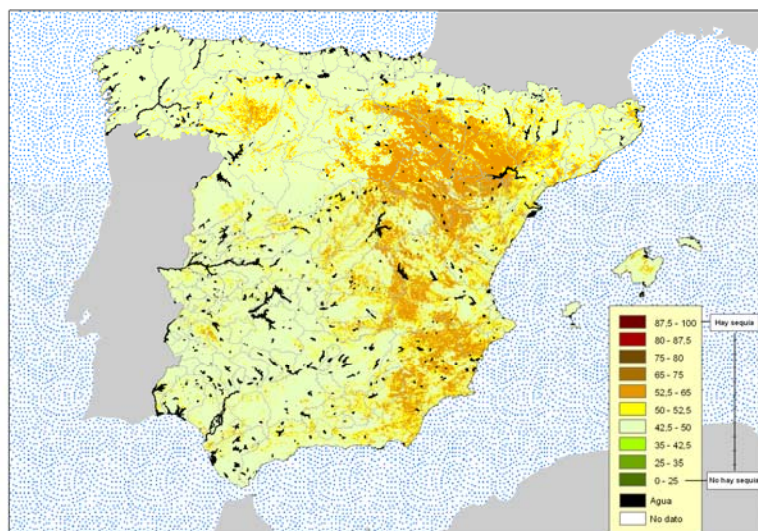 87,5 - 100
Hay sequía
80 - 87,5
75 - 80
65 - 75
52,5 - 65
50 - 52,5
42,5 - 50
35 - 42,5
25 - 35
0 - 25
No hay sequía
Agua
No dato